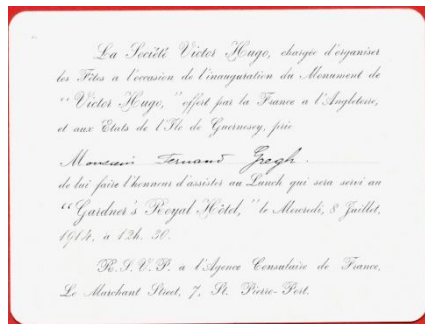 La Société Victor Hugo, chargée d'organiser
les Fêtes a l'occasion de l'inauguration du Monument de
"Victor Hugo," offert par la France a l'Angleterre,
et aux Etats de l'Ile de Guernesey, prie
Monsieur Fernand Gregh.
de lui faire l'honneur d'assister au Lunch qui sera servi au
"Gardner's Royal Hôtel," le Mercredi, 8 Juillet,
1914, à 12h. 30.
R.S.V.P. à l'Agence Consulaire de France,
Le Marchant Street, 7, St. Pierre-Port.